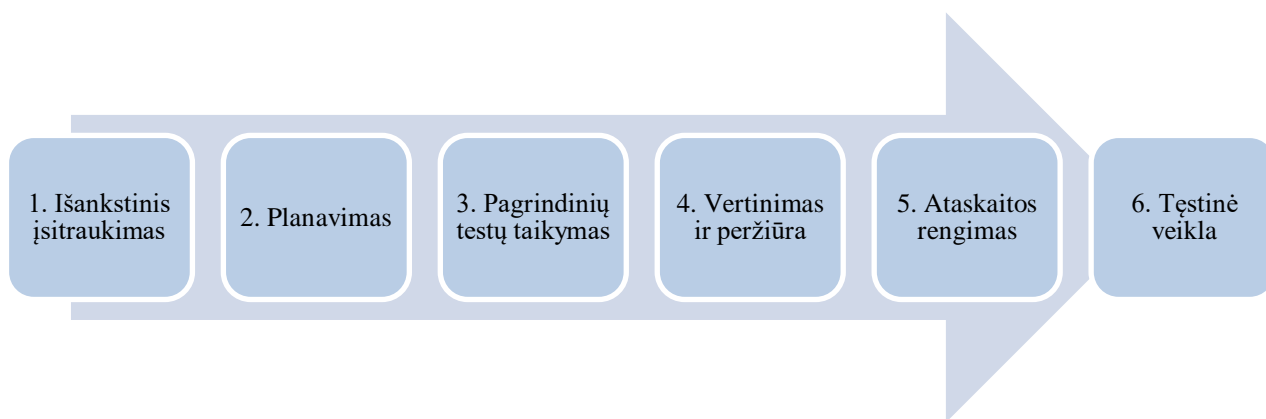 1. Išankstinis
įsitraukimas
2. Planavimas
3. Pagrindinių
testų taikymas
4. Vertinimas
ir peržiūra
5. Ataskaitos
rengimas
6. Tęstinė
veikla